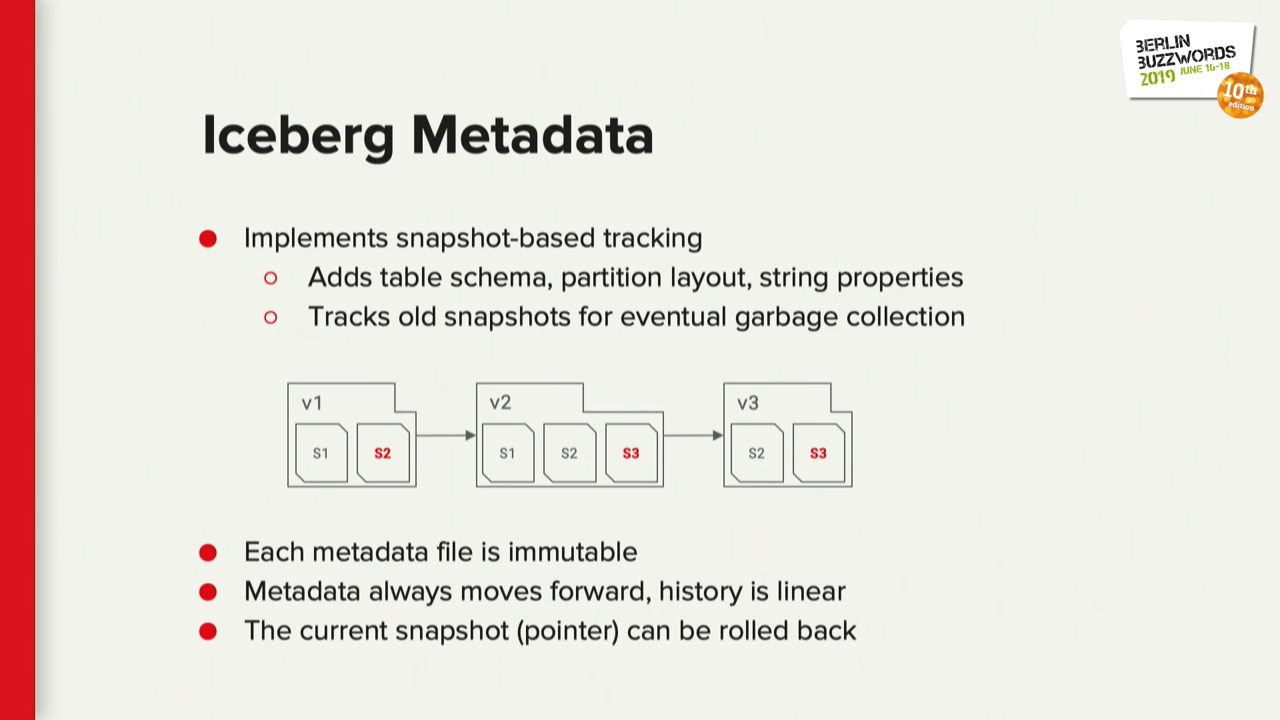 BERLIN
BUZZWORDS
2019 JUNE 16-18
10th
edition
Iceberg Metadata
Implements snapshot-based tracking
Adds table schema, partition layout, string properties
Tracks old snapshots for eventual garbage collection
v1
S1 S2
v2
S1 S2 S3
v3
S2 S3
Each metadata file is immutable
Metadata always moves forward, history is linear
The current snapshot (pointer) can be rolled back